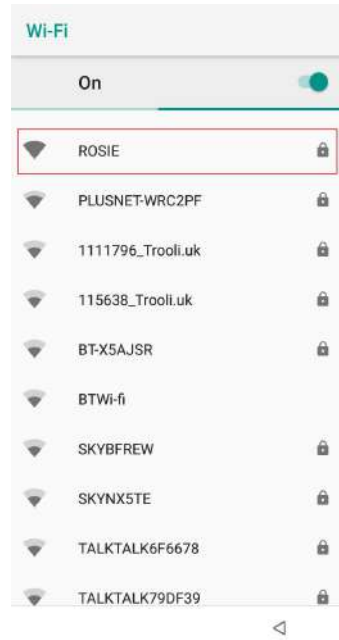 Wi-Fi
On
ROSIE
PLUSNET-WRC2PF
1111796_Trooli.uk
115638_Trooli.uk
BT-X5AJSR
BTWi-fi
SKYBFREW
SKYNX5TE
TALKTALK6F6678
TALKTALK79DF39